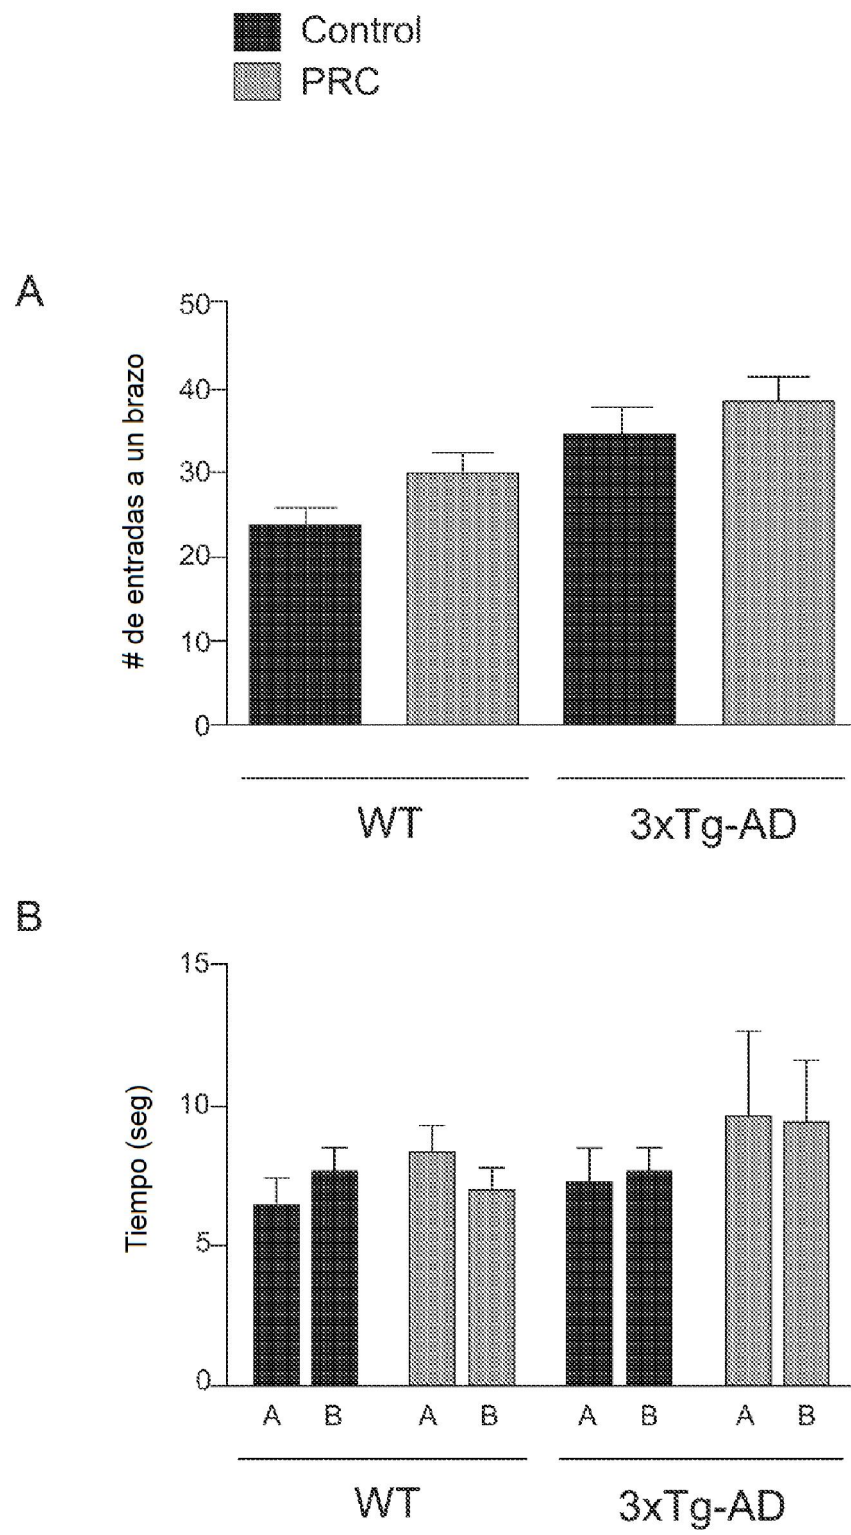 Control
PRC
A
50
40
30
20
10
0
# de entradas a un brazo
WT 3xTg-AD
B
15
10
5
0
Tiempo (seg)
A B A B A B A B
WT 3xTg-AD